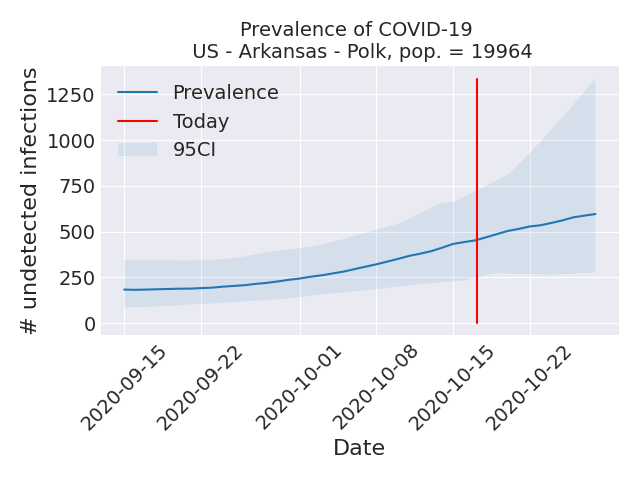 Prevalence of COVID-19
US - Arkansas - Polk, pop. = 19964
# undetected infections
1250
1000
750
500
250
0
Prevalence
Today
95CI
2020-09-15
2020-09-22
2020-10-01
2020-10-08
2020-10-15
2020-10-22
Date